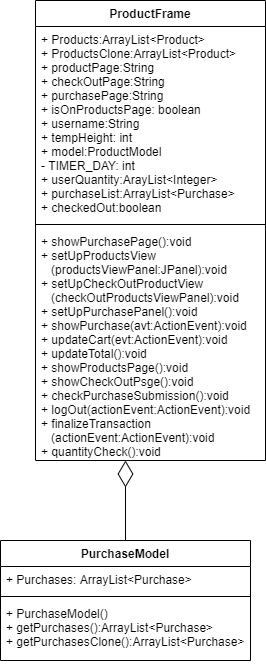 ProductFrame
+ Products:ArrayList<Product>
+ ProductsClone:ArrayList<Product>
+ productPage:String
+ checkOutPage:String
+ purchasePage:String
+ isOnProductsPage: boolean
+ username:String
+ tempHeight: int
+ model:ProductModel
- TIMER_DAY: int
+ userQuantity:ArayList<Integer>
+ purchaseList:ArrayList<Purchase>
+ checkedOut:boolean
+ showPurchasePage():void
+ setUpProductsView
(productsViewPanel:JPanel):void
+ setUpCheckOutProductView
(checkOutProductsViewPanel):void
+ setUpPurchasePanel():void
+ showPurchase(avt:ActionEvent):void
+ updateCart(evt:ActionEvent):void
+ updateTotal():void
+ showProductsPage():void
+ showCheckOutPsge():void
+ checkPurchaseSubmission():void
+ logOut(actionEvent:ActionEvent):void
+ finalizeTransaction
(actionEvent:ActionEvent):void
+ quantityCheck():void
PurchaseModel
+ Purchases: ArrayList<Purchase>
+ PurchaseModel()
+ getPurchases():ArrayList<Purchase>
+ getPurchasesClone():ArrayList<Purchase>